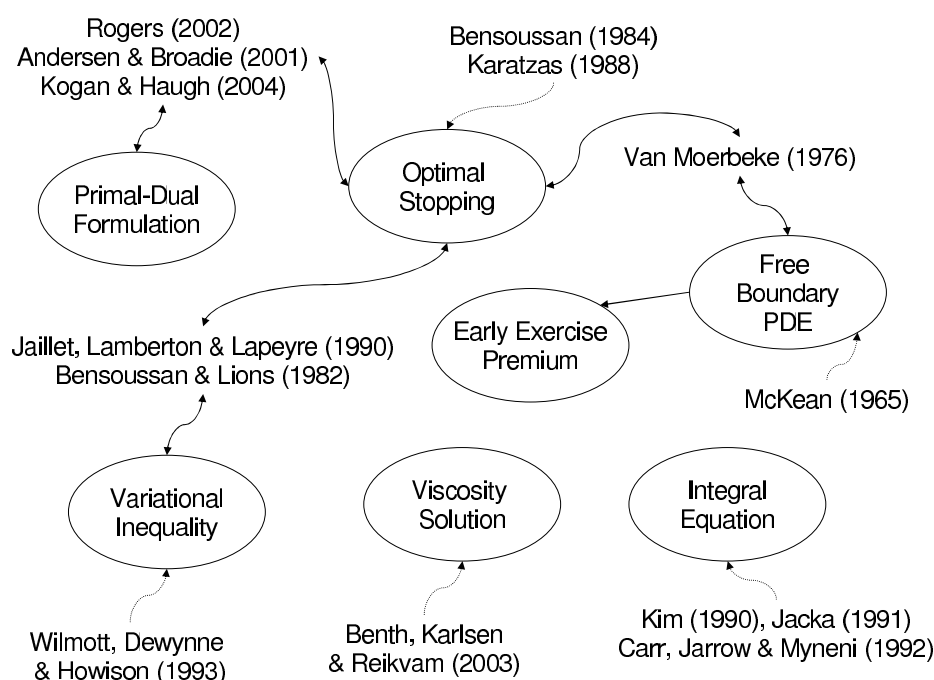 Rogers (2002)
Andersen & Broadie (2001)
Kogan & Haugh (2004)
Bensoussan (1984)
Karatzas (1988)
Van Moerbeke (1976)
Primal-Dual
Formulation
Optimal
Stopping
Free
Boundary
PDE
Early Exercise
Premium
Jaillet, Lamberton & Lapeyre (1990)
Bensoussan & Lions (1982)
McKean (1965)
Variational
Inequality
Viscosity
Solution
Integral
Equation
Wilmott, Dewynne
& Howison (1993)
Benth, Karlsen
& Reikvam (2003)
Kim (1990), Jacka (1991)
Carr, Jarrow & Myneni (1992)